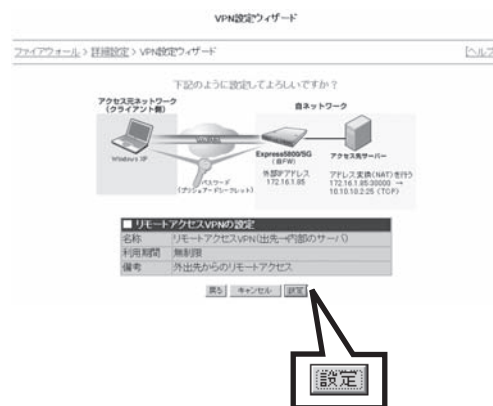 VPN設定ウィザード
ファイアウォール > 詳細設定 > VPN設定ウィザード
[ヘルプ
下記のように設定してよろしいですか?
アクセス元ネットワーク
(クライアント側)
自ネットワーク
Windows XP
パスワード
(プリシェアードシークレット)
Express5800/SG
(自FW)
外部IPアドレス
172.16.1.85
アクセス先サーバー
アドレス変換(NAT)を行う
172.16.1.85:30000 →
10.10.10.2:25 (TCP)
■ リモートアクセスVPNの設定
名称 リモートアクセスVPN(出先→内部のサーバ)
利用期間 無制限
備考 外出先からのリモートアクセス
戻る キャンセル 設定
設定